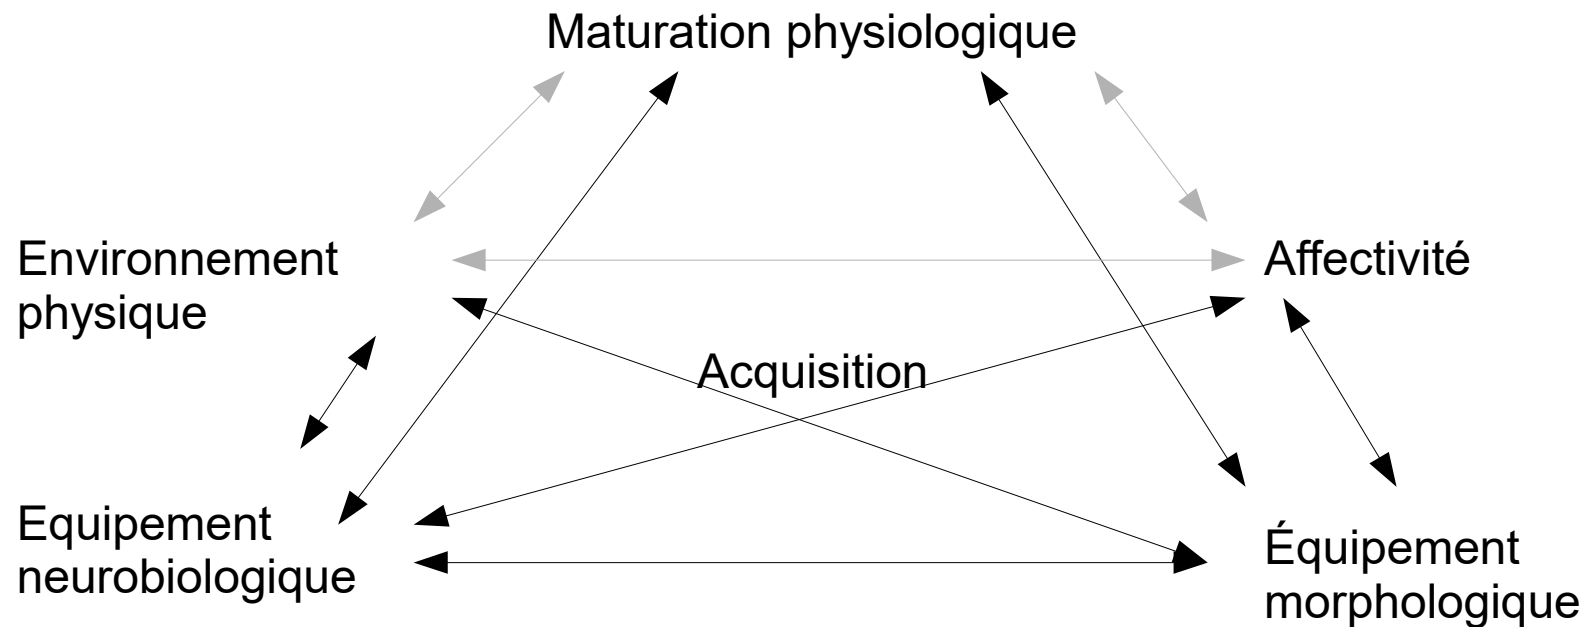 Maturation physiologique
Environnement
physique
Affectivité
Acquisition
Equipement
neurobiologique
Équipement
morphologique